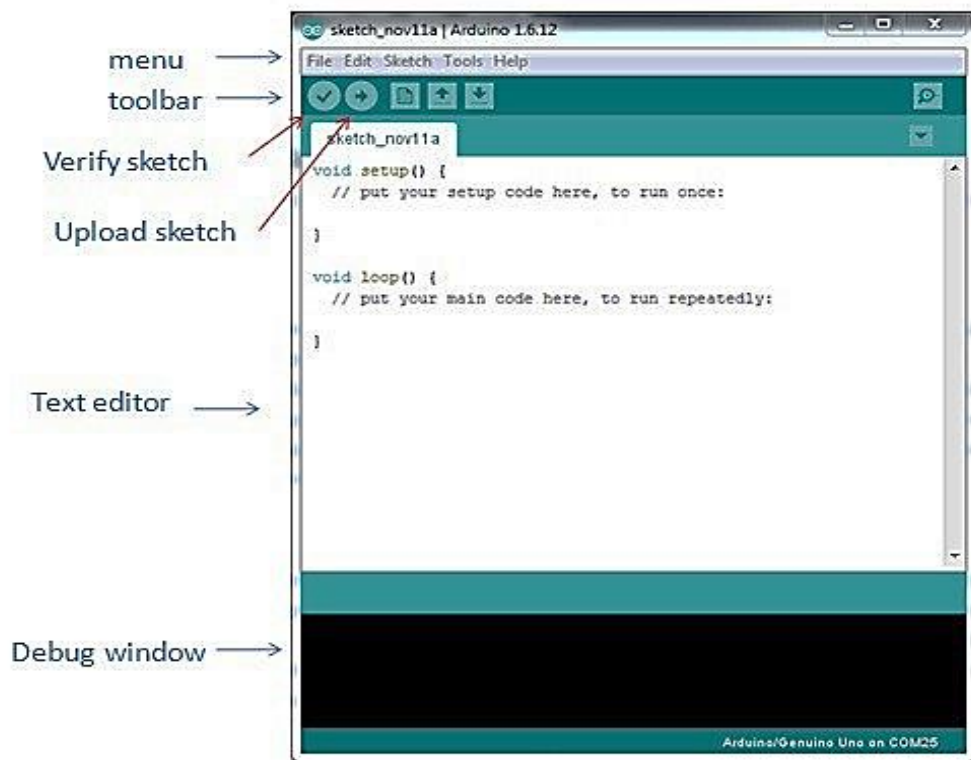 sketch_nov11a | Arduino 1.6.12
menu
File Edit Sketch Tools Help
toolbar
Verify sketch
sketch_nov11a
Upload sketch
void setup() {
  // put your setup code here, to run once:

}

void loop() {
  // put your main code here, to run repeatedly:

}
Text editor
Debug window
Arduino/Genuino Uno on COM25